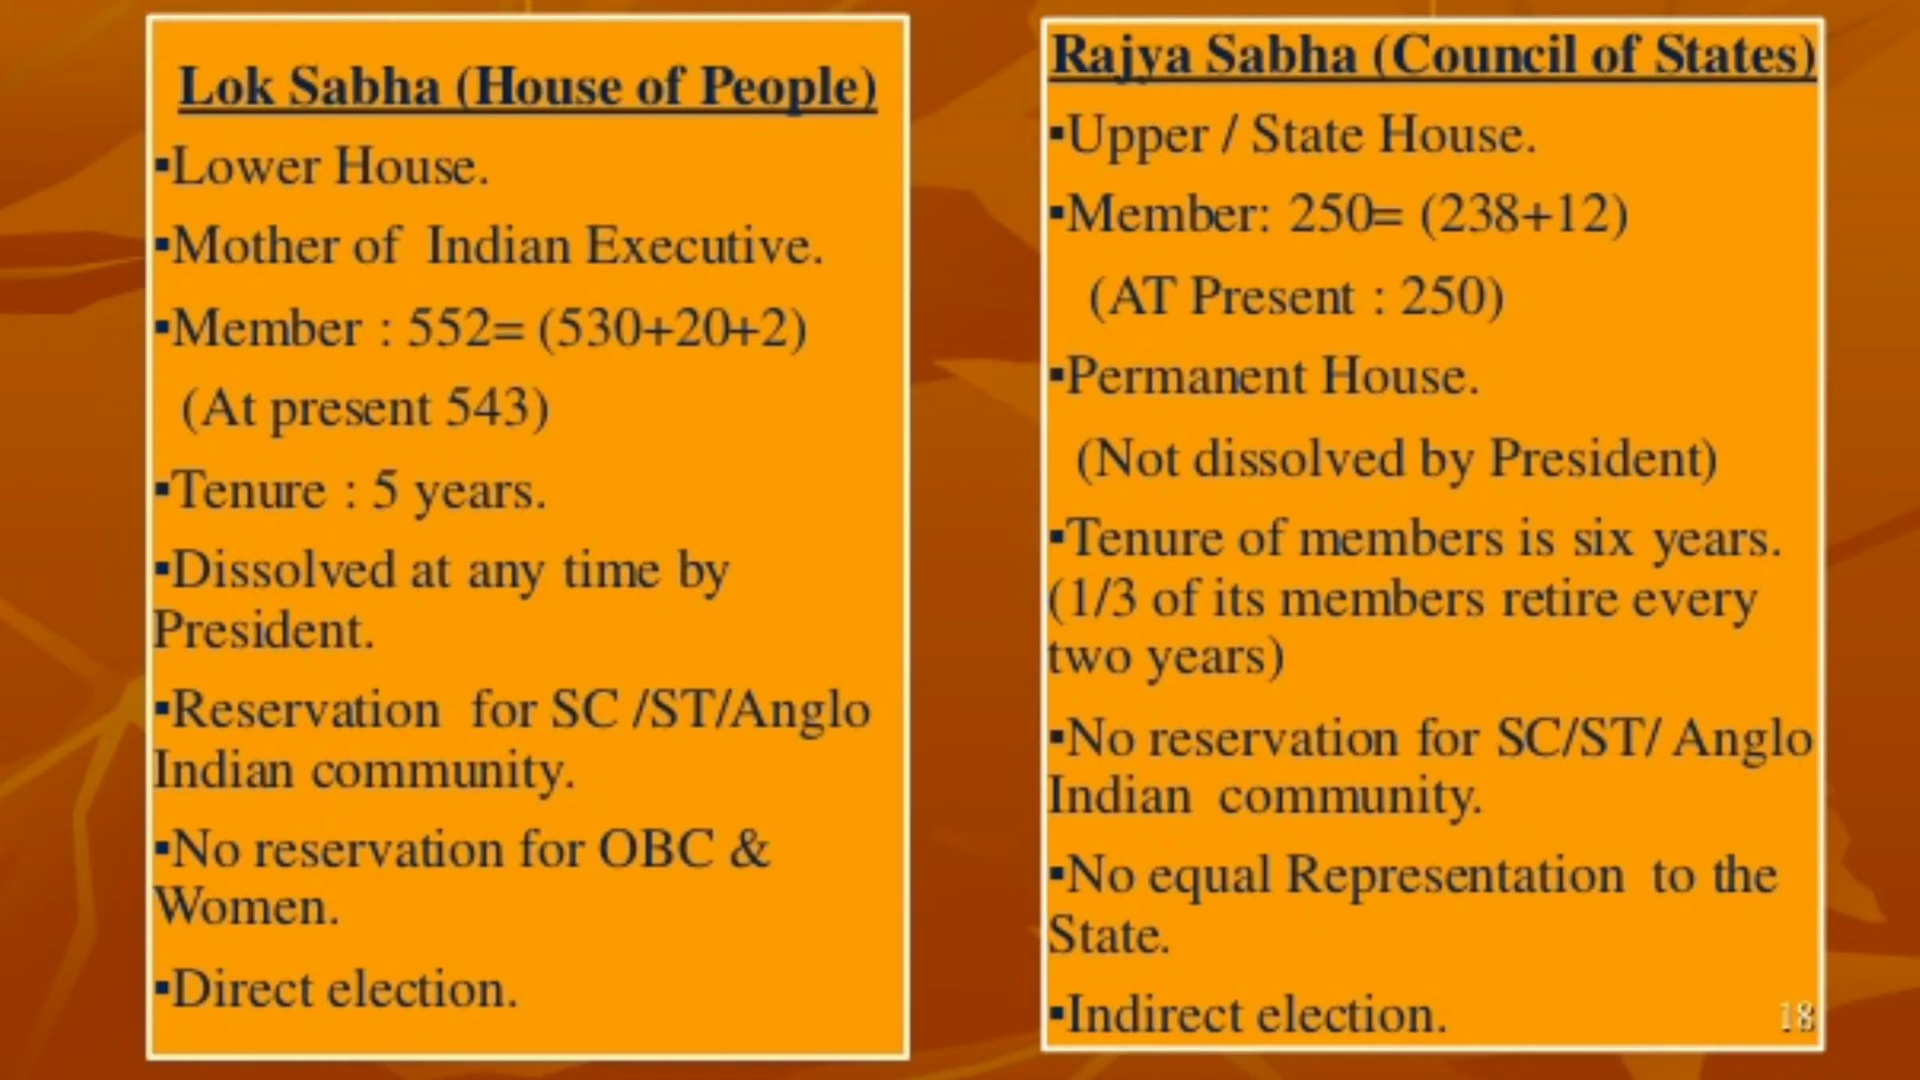 Lok Sabha (House of People)
▪Lower House.
▪Mother of Indian Executive.
▪Member : 552= (530+20+2)
(At present 543)
▪Tenure : 5 years.
▪Dissolved at any time by
President.
▪Reservation for SC /ST/Anglo
Indian community.
▪No reservation for OBC &
Women.
▪Direct election.
Rajya Sabha (Council of States)
▪Upper / State House.
▪Member: 250= (238+12)
(AT Present : 250)
▪Permanent House.
(Not dissolved by President)
▪Tenure of members is six years.
(1/3 of its members retire every
two years)
▪No reservation for SC/ST/ Anglo
Indian community.
▪No equal Representation to the
State.
▪Indirect election.
18